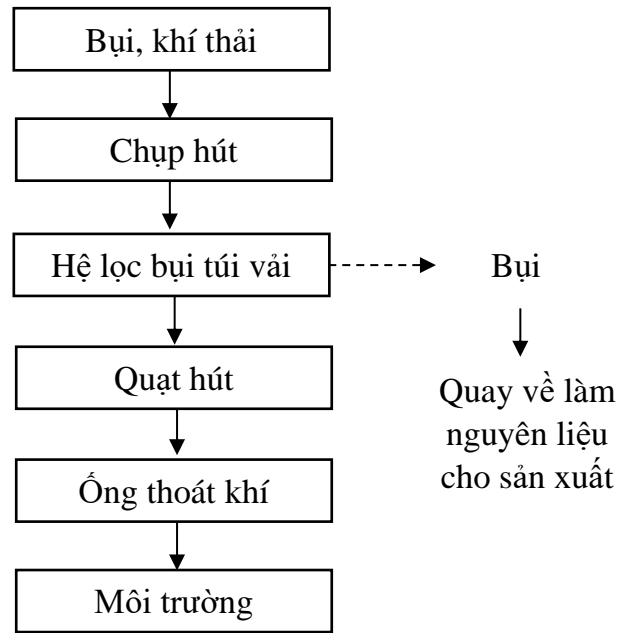 Bụi, khí thải
Chụp hút
Hệ lọc bụi túi vải
Bụi
Quạt hút
Quay về làm
nguyên liệu
cho sản xuất
Ống thoát khí
Môi trường